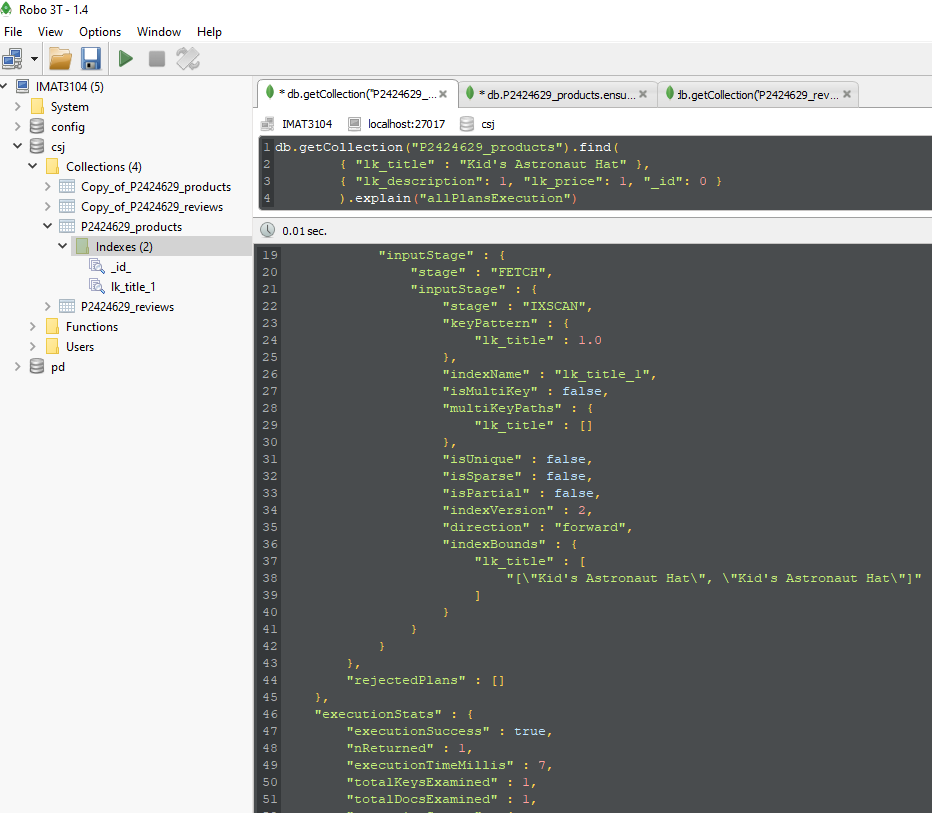 Robo 3T - 1.4
File View Options Window Help
IMAT3104 (5)
System
config
csj
Collections (4)
Copy_of_P2424629_products
Copy_of_P2424629_reviews
P2424629_products
Indexes (2)
_id_
lk_title_1
P2424629_reviews
Functions
Users
pd
* db.getCollection("P2424629_... * db.P2424629_products.ensu... db.getCollection('P2424629_rev...
IMAT3104 localhost:27017 csj
1 db.getCollection("P2424629_products").find(
2 { "lk_title" : "Kid's Astronaut Hat" },
3 { "lk_description": 1, "lk_price": 1, "_id": 0 }
4 ).explain("allPlansExecution")
0.01 sec.
19 "inputStage" : {
20 "stage" : "FETCH",
21 "inputStage" : {
22 "stage" : "IXSCAN",
23 "keyPattern" : {
24 "lk_title" : 1.0
25 },
26 "indexName" : "lk_title_1",
27 "isMultiKey" : false,
28 "multiKeyPaths" : {
29 "lk_title" : []
30 },
31 "isUnique" : false,
32 "isSparse" : false,
33 "isPartial" : false,
34 "indexVersion" : 2,
35 "direction" : "forward",
36 "indexBounds" : {
37 "lk_title" : [
38 "[\"Kid's Astronaut Hat\", \"Kid's Astronaut Hat\"]"
39 ]
40 }
41 }
42 }
43 },
44 "rejectedPlans" : []
45 },
46 "executionStats" : {
47 "executionSuccess" : true,
48 "nReturned" : 1,
49 "executionTimeMillis" : 7,
50 "totalKeysExamined" : 1,
51 "totalDocsExamined" : 1,